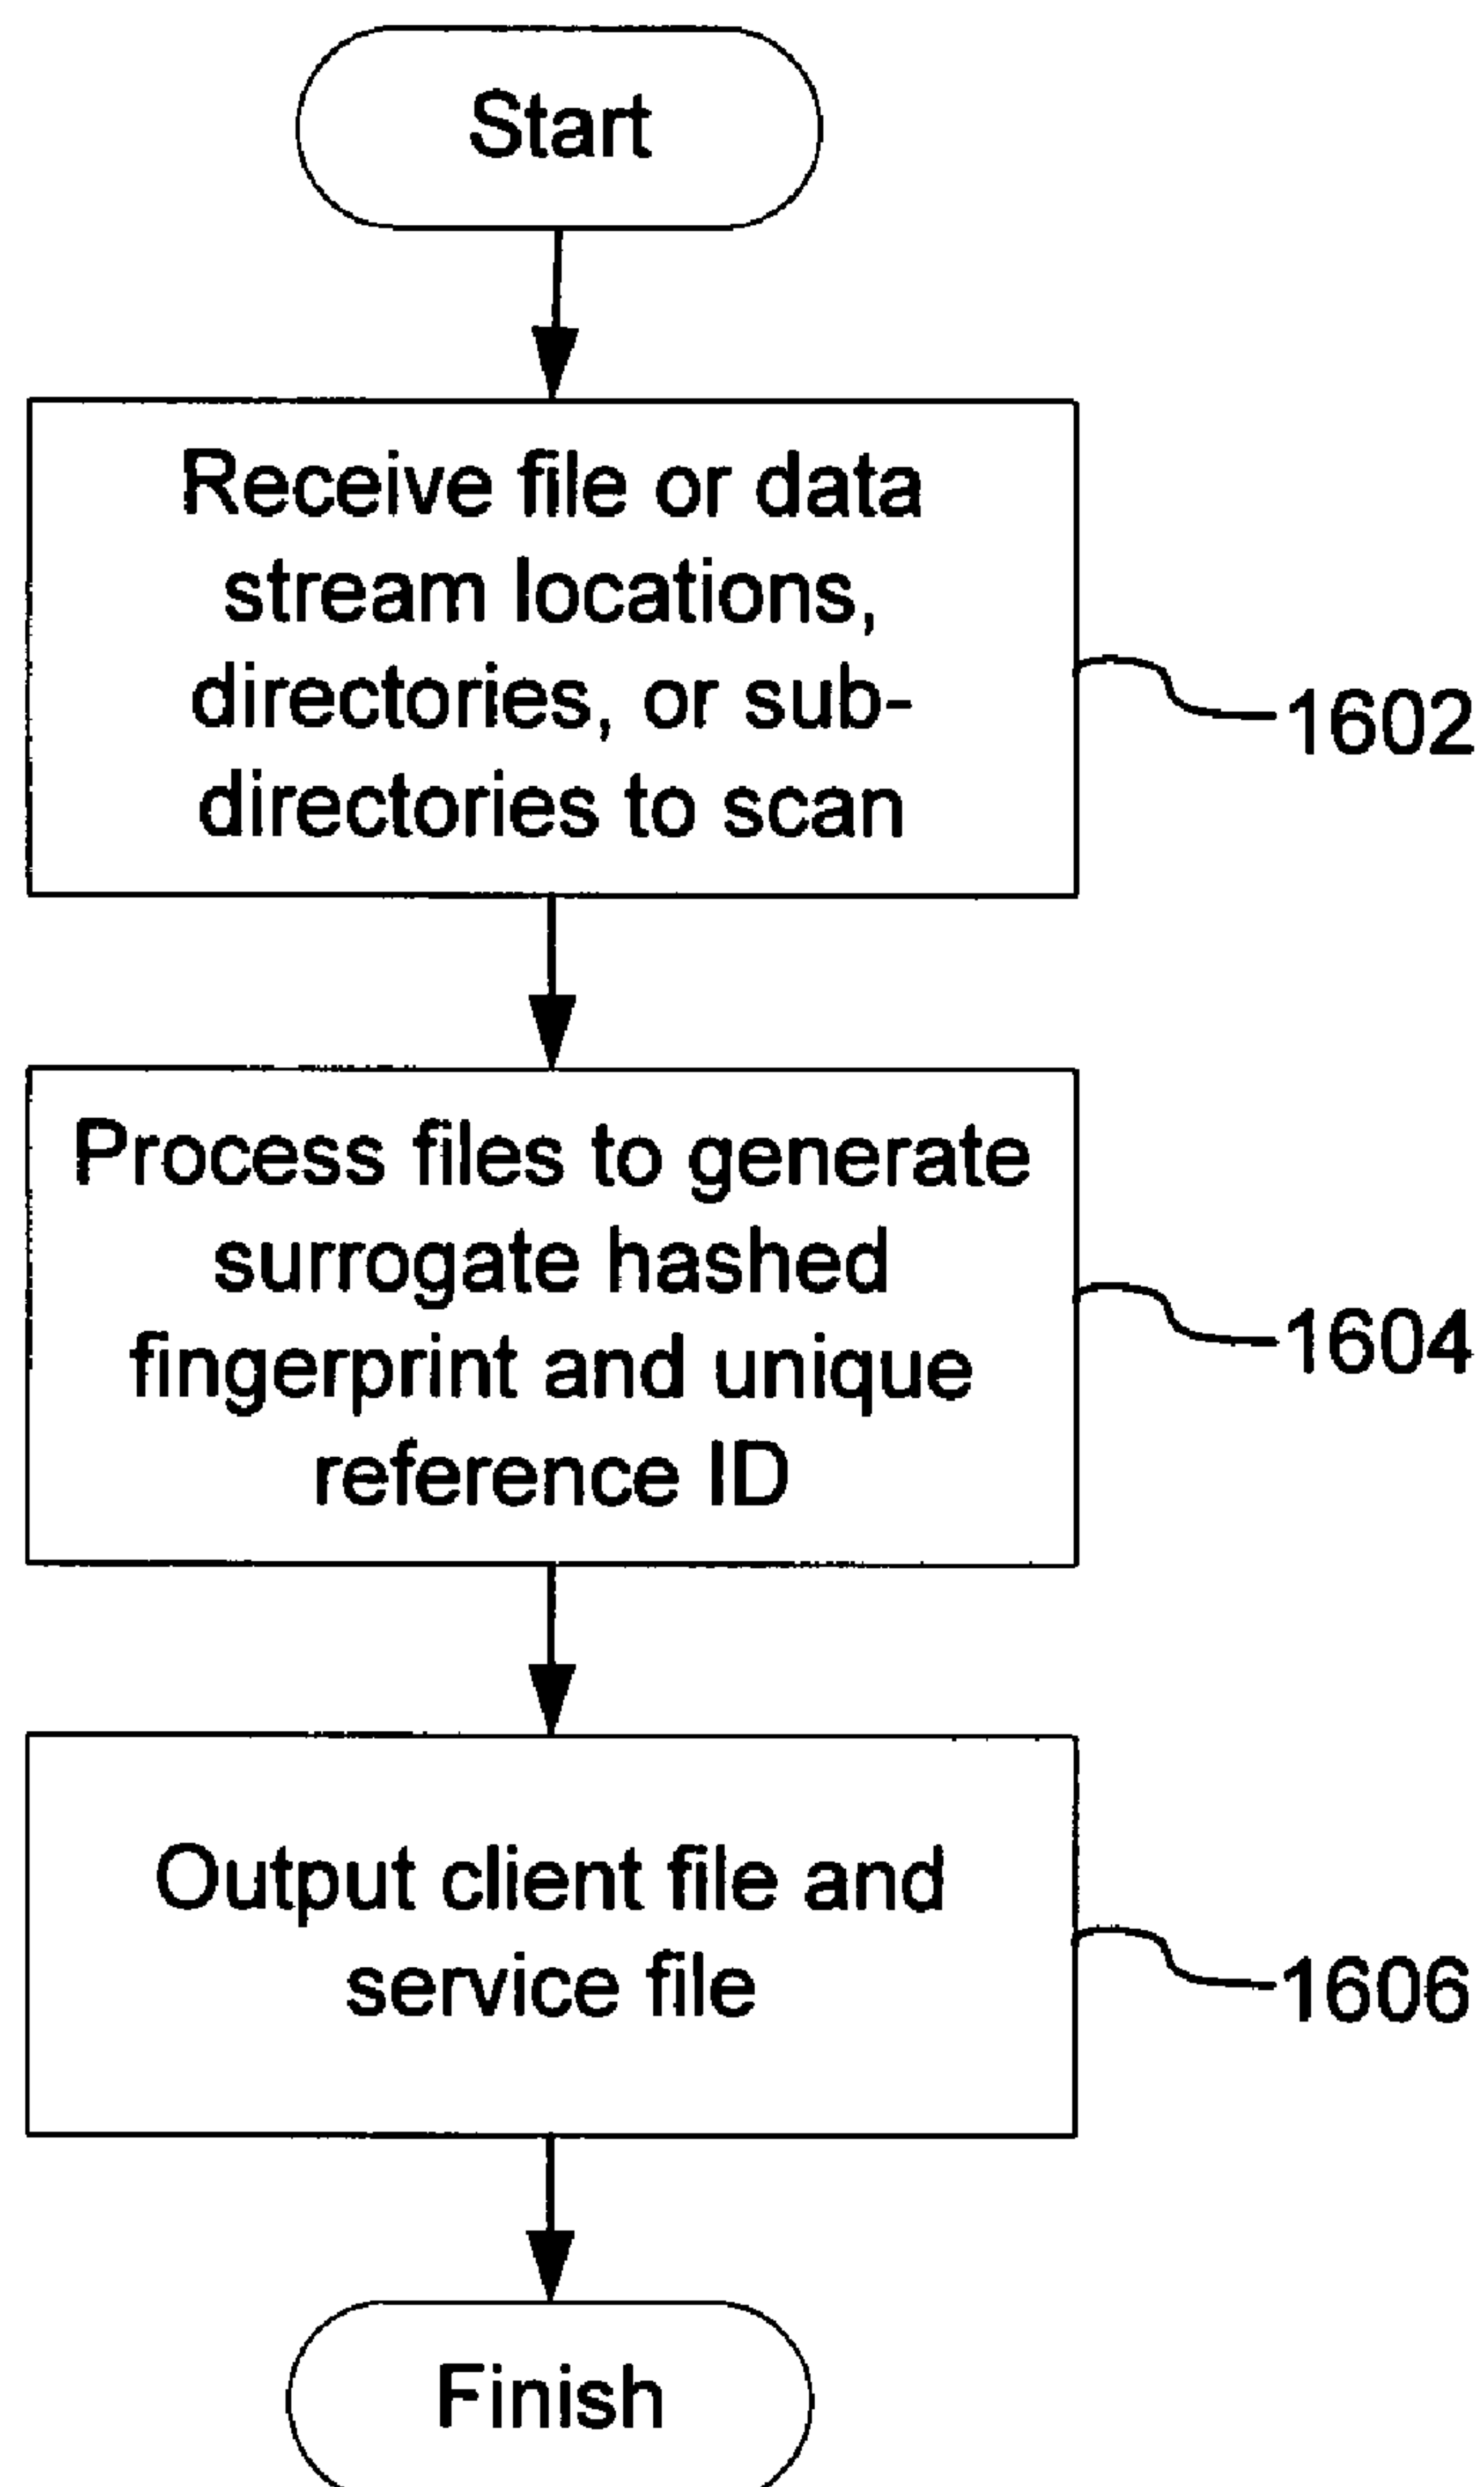 Start
Receive file or data
stream locations,
directories, or sub-
directories to scan
1602
Process files to generate
surrogate hashed
fingerprint and unique
reference ID
1604
Output client file and
service file
1606
Finish